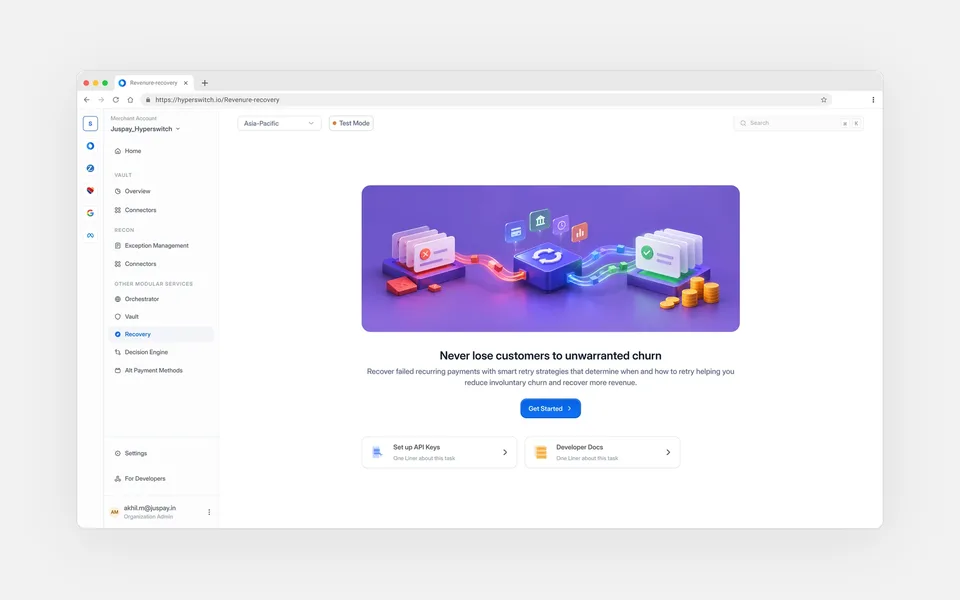 Revenure-recovery
https://hyperswitch.io/Revenure-recovery
S
Merchant Account
Juspay_Hyperswitch
Asia-Pacific
Test Mode
Search
⌘ K
Home
VAULT
Overview
Connectors
RECON
Exception Management
Connectors
OTHER MODULAR SERVICES
Orchestrator
Vault
Recovery
Decision Engine
Alt Payment Methods
Never lose customers to unwarranted churn
Recover failed recurring payments with smart retry strategies that determine when and how to retry helping you
reduce involuntary churn and recover more revenue.
Get Started
Set up API Keys
One Liner about this task
Developer Docs
One Liner about this task
Settings
For Developers
AM
akhil.m@juspay.in
Organization Admin